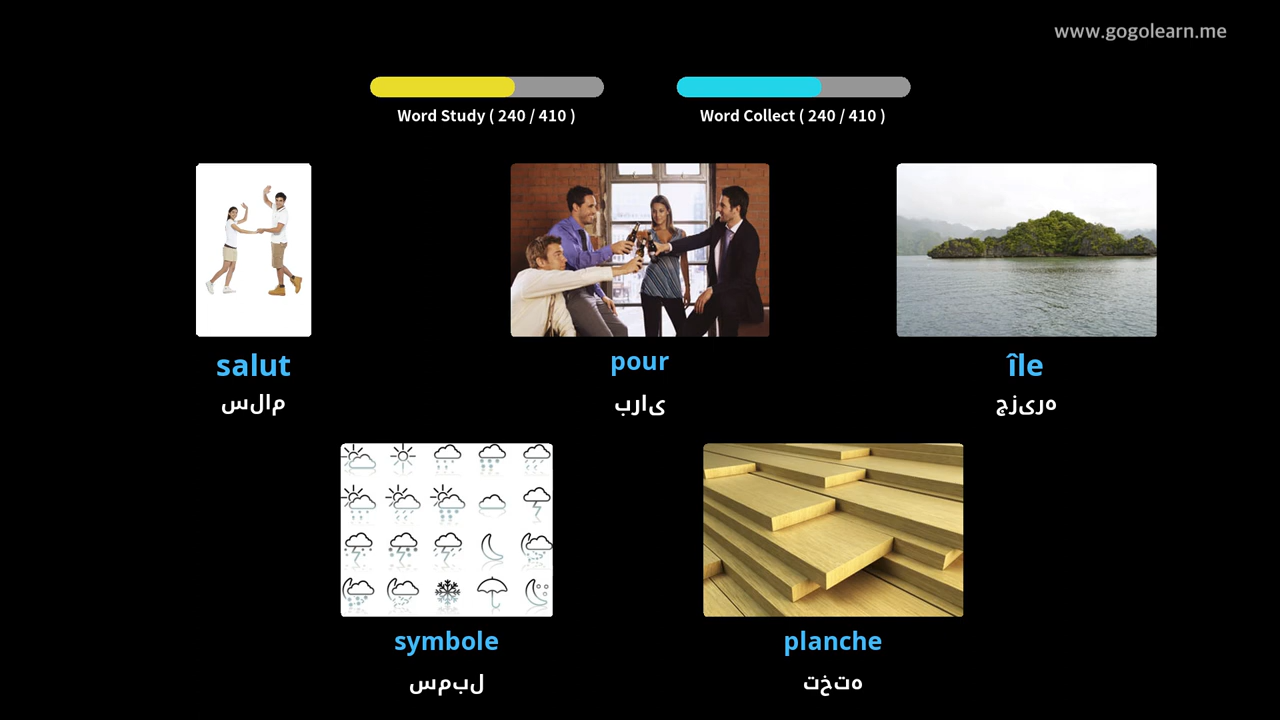 www.gogolearn.me
Word Study ( 240 / 410 )
Word Collect ( 240 / 410 )
salut
مالس
pour
یارب
île
هریزج
symbole
لبمس
planche
هتخت